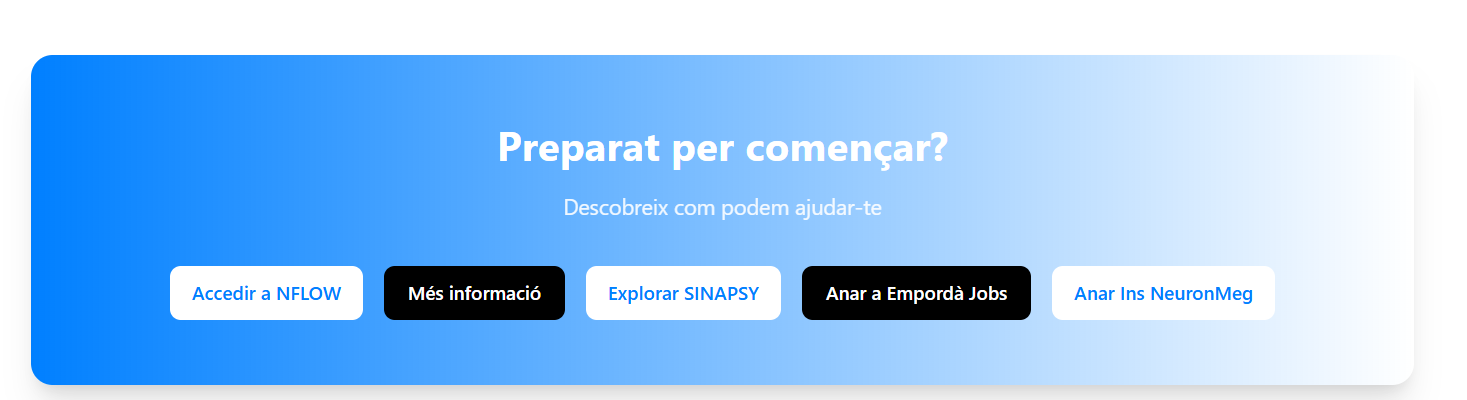 Preparat per començar?
Descobreix com podem ajudar-te
Accedir a NFLOW
Més informació
Explorar SINAPSY
Anar a Empordà Jobs
Anar Ins NeuronMeg